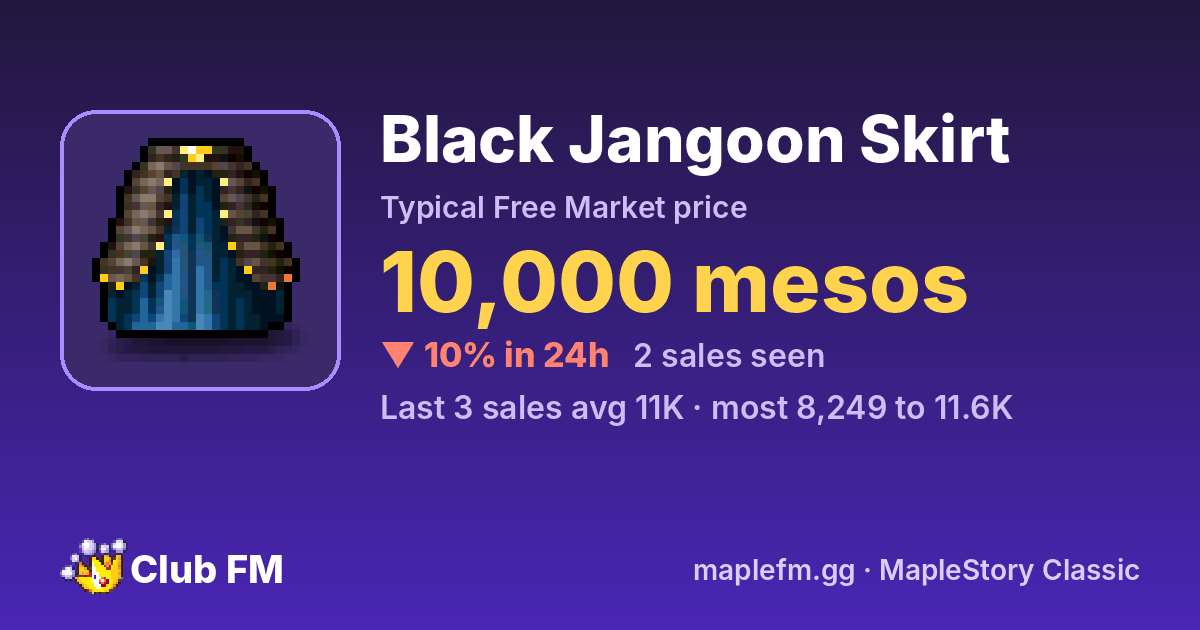 Black Jangoon Skirt
Typical Free Market price
10,000 mesos
▼ 10% in 24h 2 sales seen
Last 3 sales avg 11K · most 8,249 to 11.6K
Club FM
maplefm.gg · MapleStory Classic